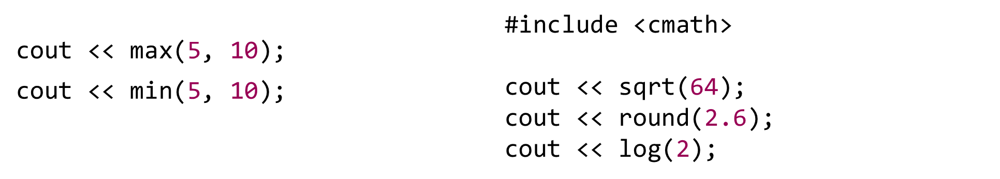 cout << max(5, 10);
cout << min(5, 10);
#include <cmath>
cout << sqrt(64);
cout << round(2.6);
cout << log(2);